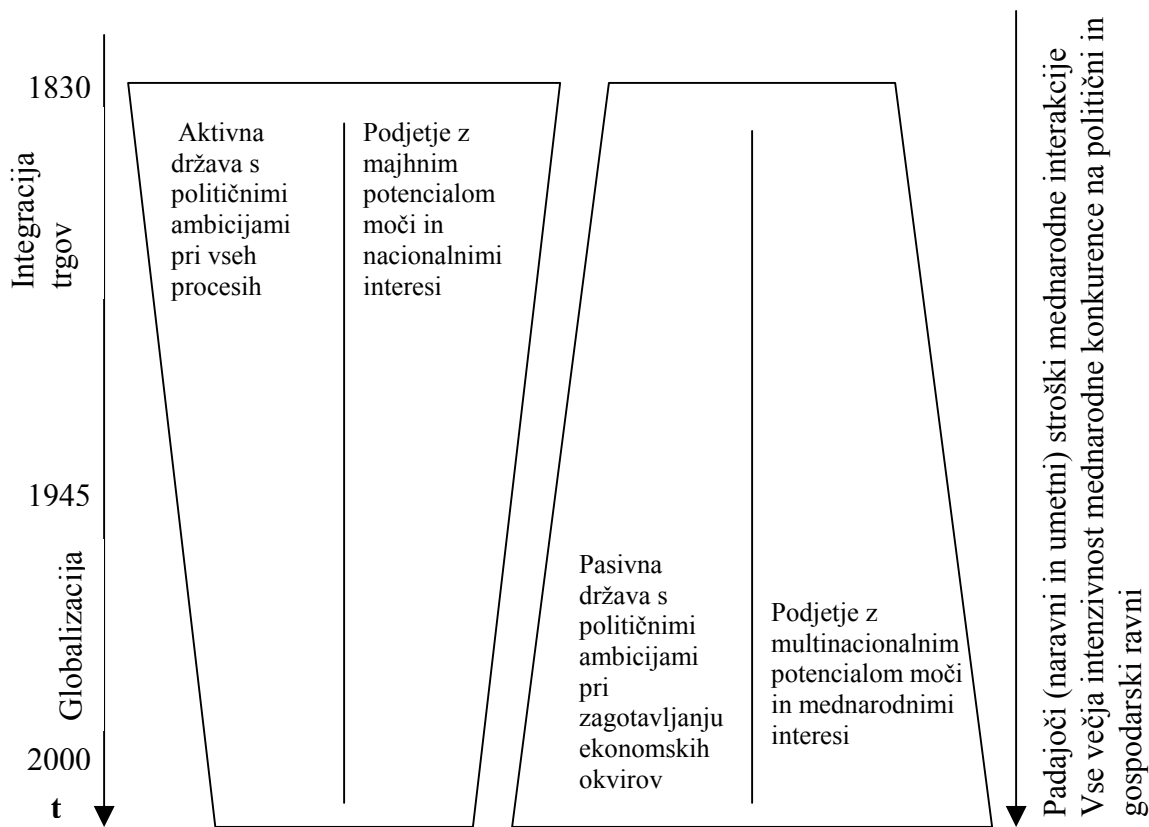 1830
Integracija
trgov
1945
Globalizacija
2000
t
Aktivna
država s
političnimi
ambicijami
pri vseh
procesih
Podjetje z
majhnim
potencialom
moči in
nacionalnimi
interesi
Pasivna
država s
političnimi
ambicijami
pri
zagotavljanju
ekonomskih
okvirov
Podjetje z
multinacionalnim
potencialom moči
in mednarodnimi
interesi
Padajoči (naravni in umetni) stroški mednarodne interakcije
Vse večja intenzivnost mednarodne konkurence na politični in
gospodarski ravni